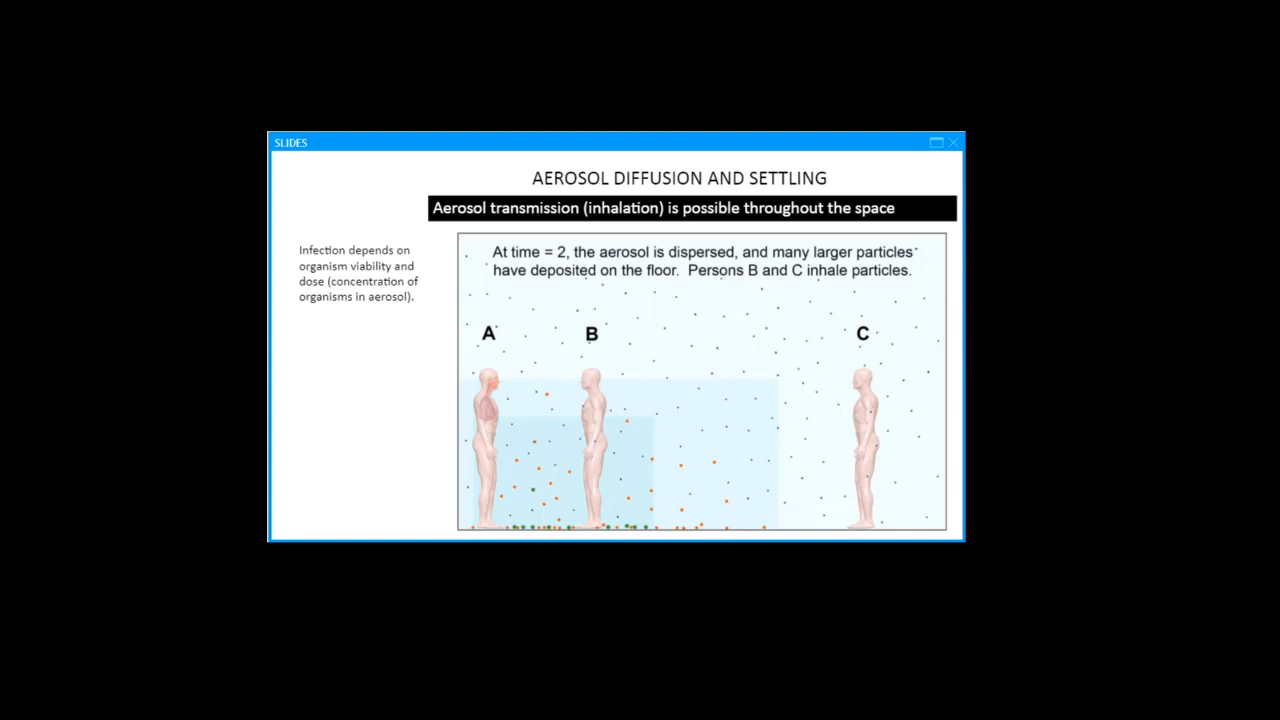 SLIDES
AEROSOL DIFFUSION AND SETTLING
Aerosol transmission (inhalation) is possible throughout the space
Infection depends on
organism viability and
dose (concentration of
organisms in aerosol).
At time = 2, the aerosol is dispersed, and many larger particles
have deposited on the floor. Persons B and C inhale particles.
A
B
C